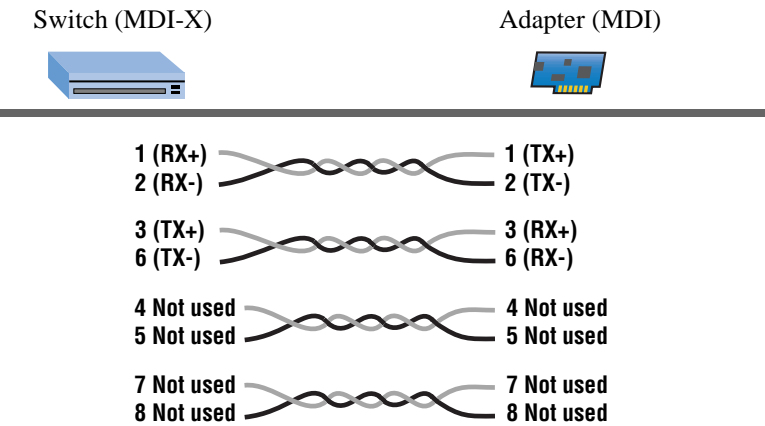 Switch (MDI-X) Adapter (MDI)
1 (RX+) 1 (TX+)
2 (RX-) 2 (TX-)
3 (TX+) 3 (RX+)
6 (TX-) 6 (RX-)
4 Not used 4 Not used
5 Not used 5 Not used
7 Not used 7 Not used
8 Not used 8 Not used